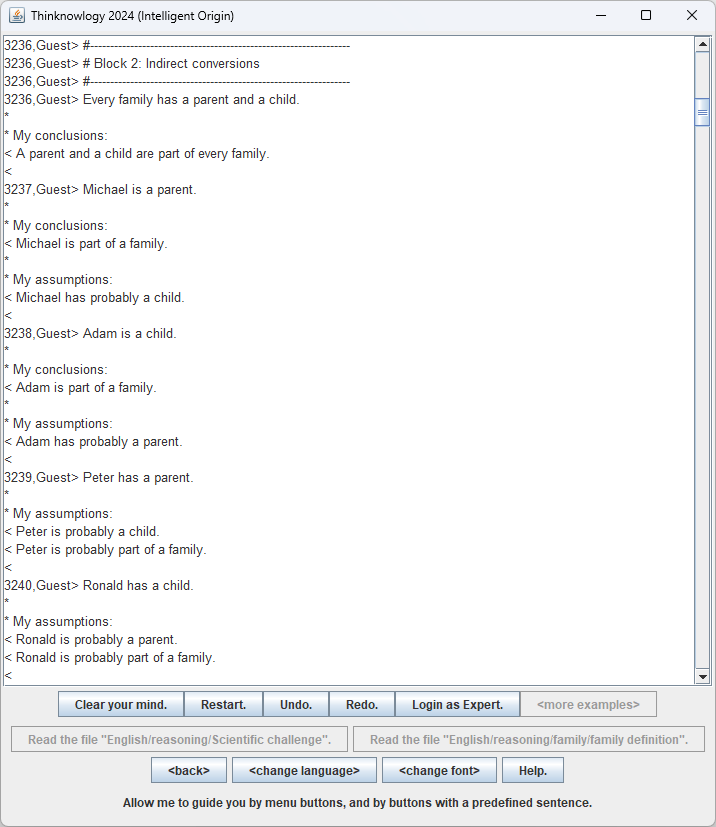 Thinknowlogy 2024 (Intelligent Origin)
3236,Guest> #-----------------------------------------------------------------
3236,Guest> # Block 2: Indirect conversions
3236,Guest> #-----------------------------------------------------------------
3236,Guest> Every family has a parent and a child.
*
* My conclusions:
< A parent and a child are part of every family.
<
3237,Guest> Michael is a parent.
*
* My conclusions:
< Michael is part of a family.
*
* My assumptions:
< Michael has probably a child.
<
3238,Guest> Adam is a child.
*
* My conclusions:
< Adam is part of a family.
*
* My assumptions:
< Adam has probably a parent.
<
3239,Guest> Peter has a parent.
*
* My assumptions:
< Peter is probably a child.
< Peter is probably part of a family.
<
3240,Guest> Ronald has a child.
*
* My assumptions:
< Ronald is probably a parent.
< Ronald is probably part of a family.
<
Clear your mind. Restart. Undo. Redo. Login as Expert. <more examples>
Read the file "English/reasoning/Scientific challenge". Read the file "English/reasoning/family/family definition".
<back> <change language> <change font> Help.
Allow me to guide you by menu buttons, and by buttons with a predefined sentence.